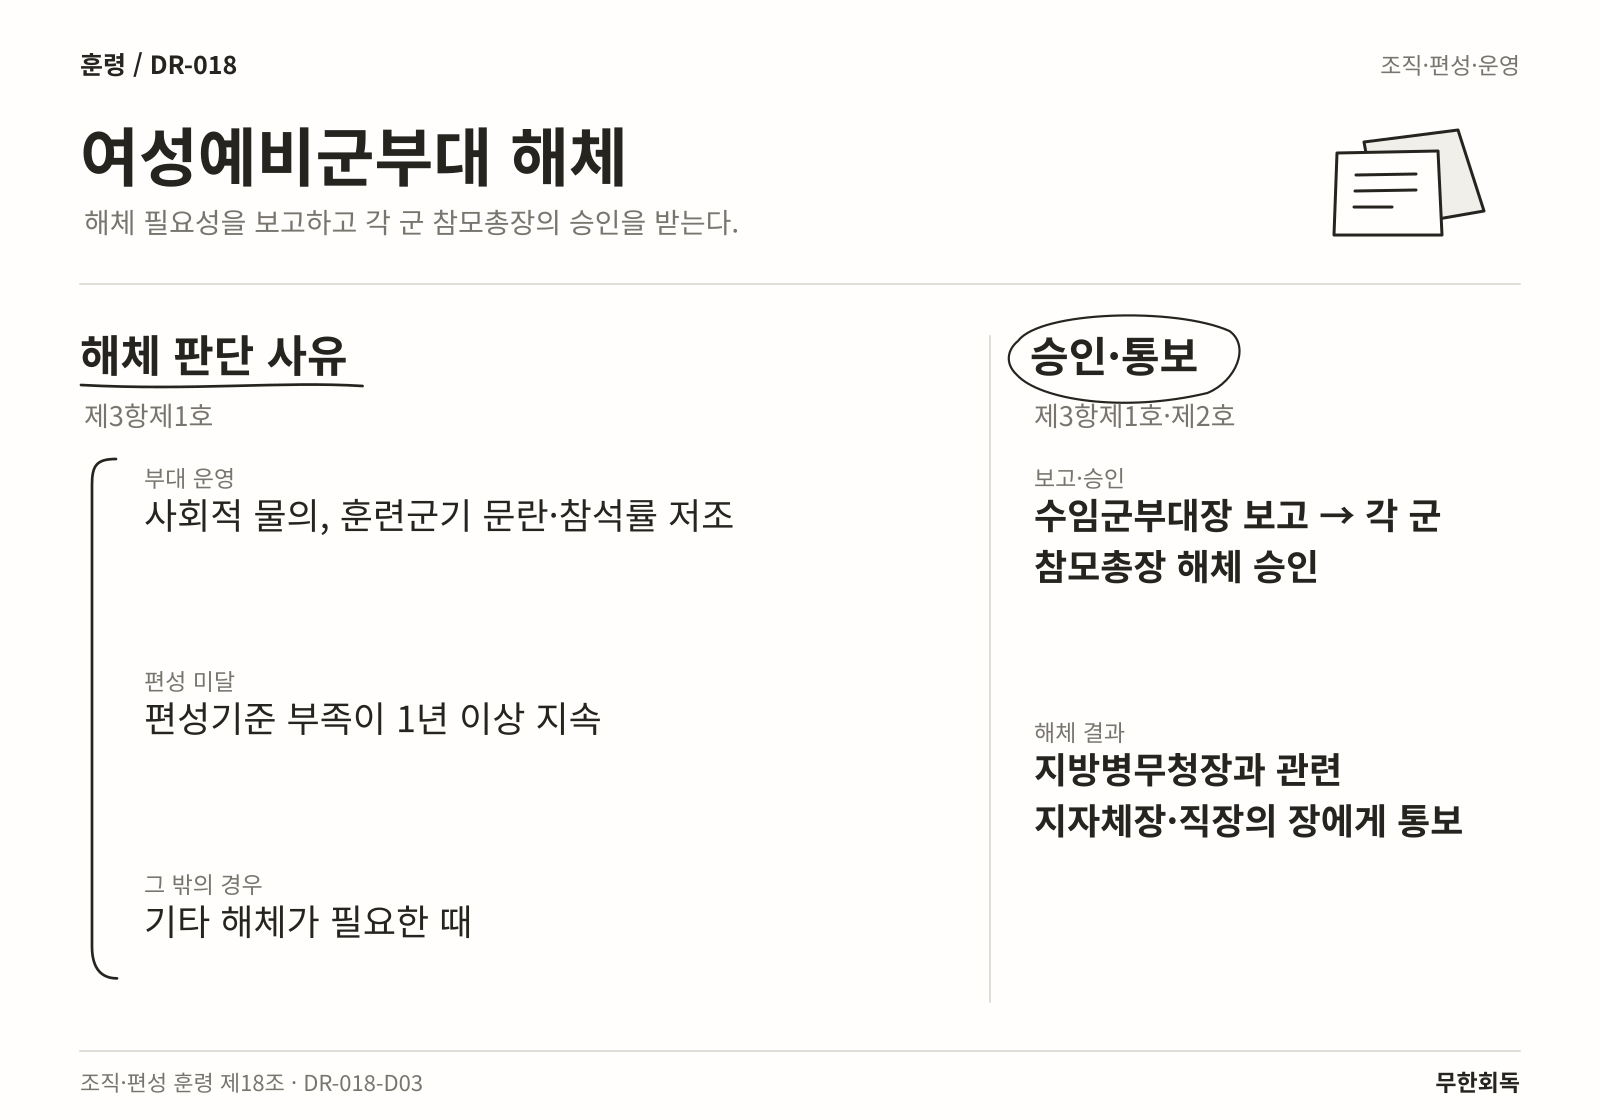 훈령 / DR-018
조직·편성·운영
여성예비군부대 해체
해체 필요성을 보고하고 각 군 참모총장의 승인을 받는다.
해체 판단 사유
제3항제1호
부대 운영
사회적 물의, 훈련군기 문란·참석률 저조
편성 미달
편성기준 부족이 1년 이상 지속
그 밖의 경우
기타 해체가 필요한 때
승인·통보
제3항제1호·제2호
보고·승인
수임군부대장 보고 → 각 군
참모총장 해체 승인
해체 결과
지방병무청장과 관련
지자체장·직장의 장에게 통보
조직·편성 훈령 제18조 · DR-018-D03
무한회독